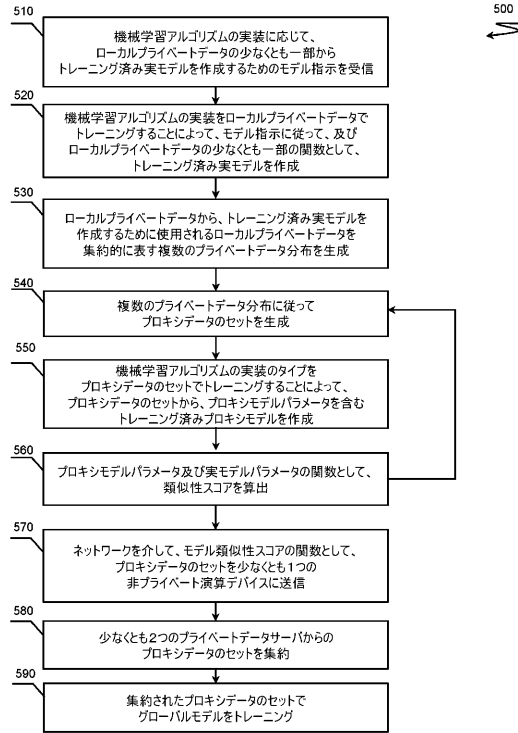 500
510
機械学習アルゴリズムの実装に応じて、
ローカルプライベートデータの少なくとも一部から
トレーニング済み実モデルを作成するためのモデル指示を受信
520
機械学習アルゴリズムの実装をローカルプライベートデータで
トレーニングすることによって、モデル指示に従って、及び
ローカルプライベートデータの少なくとも一部の関数として、
トレーニング済み実モデルを作成
530
ローカルプライベートデータから、トレーニング済み実モデルを
作成するために使用されるローカルプライベートデータを
集約的に表す複数のプライベートデータ分布を生成
540
複数のプライベートデータ分布に従って
プロキシデータのセットを生成
550
機械学習アルゴリズムの実装のタイプを
プロキシデータのセットでトレーニングすることによって、
プロキシデータのセットから、プロキシモデルパラメータを含む
トレーニング済みプロキシモデルを作成
560
プロキシモデルパラメータ及び実モデルパラメータの関数として、
類似性スコアを算出
570
ネットワークを介して、モデル類似性スコアの関数として、
プロキシデータのセットを少なくとも1つの
非プライベート演算デバイスに送信
580
少なくとも2つのプライベートデータサーバからの
プロキシデータのセットを集約
590
集約されたプロキシデータのセットで
グローバルモデルをトレーニング